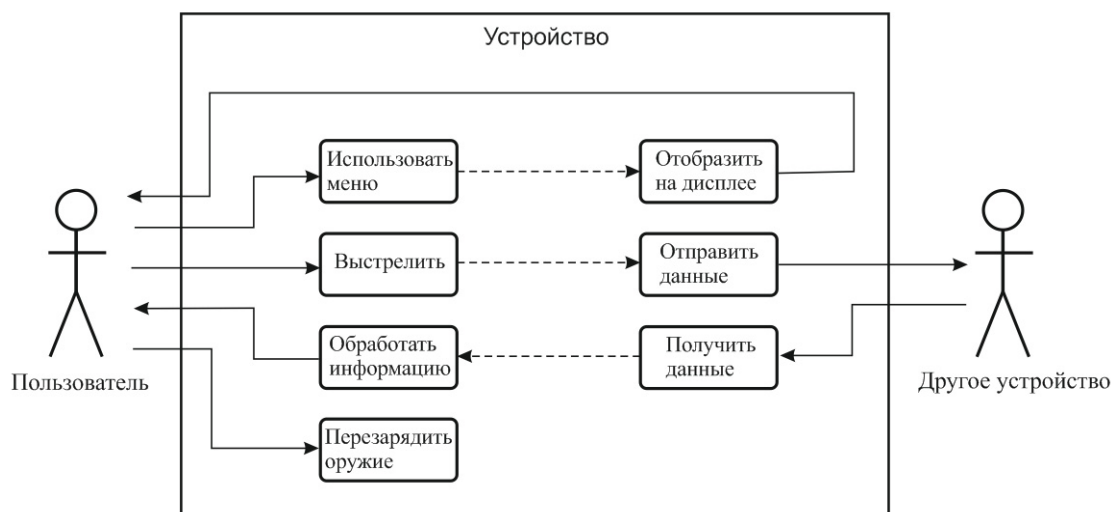 Устройство
Использовать
меню
Отобразить
на дисплее
Выстрелить
Отправить
данные
Обработать
информацию
Получить
данные
Пользователь
Другое устройство
Перезарядить
оружие